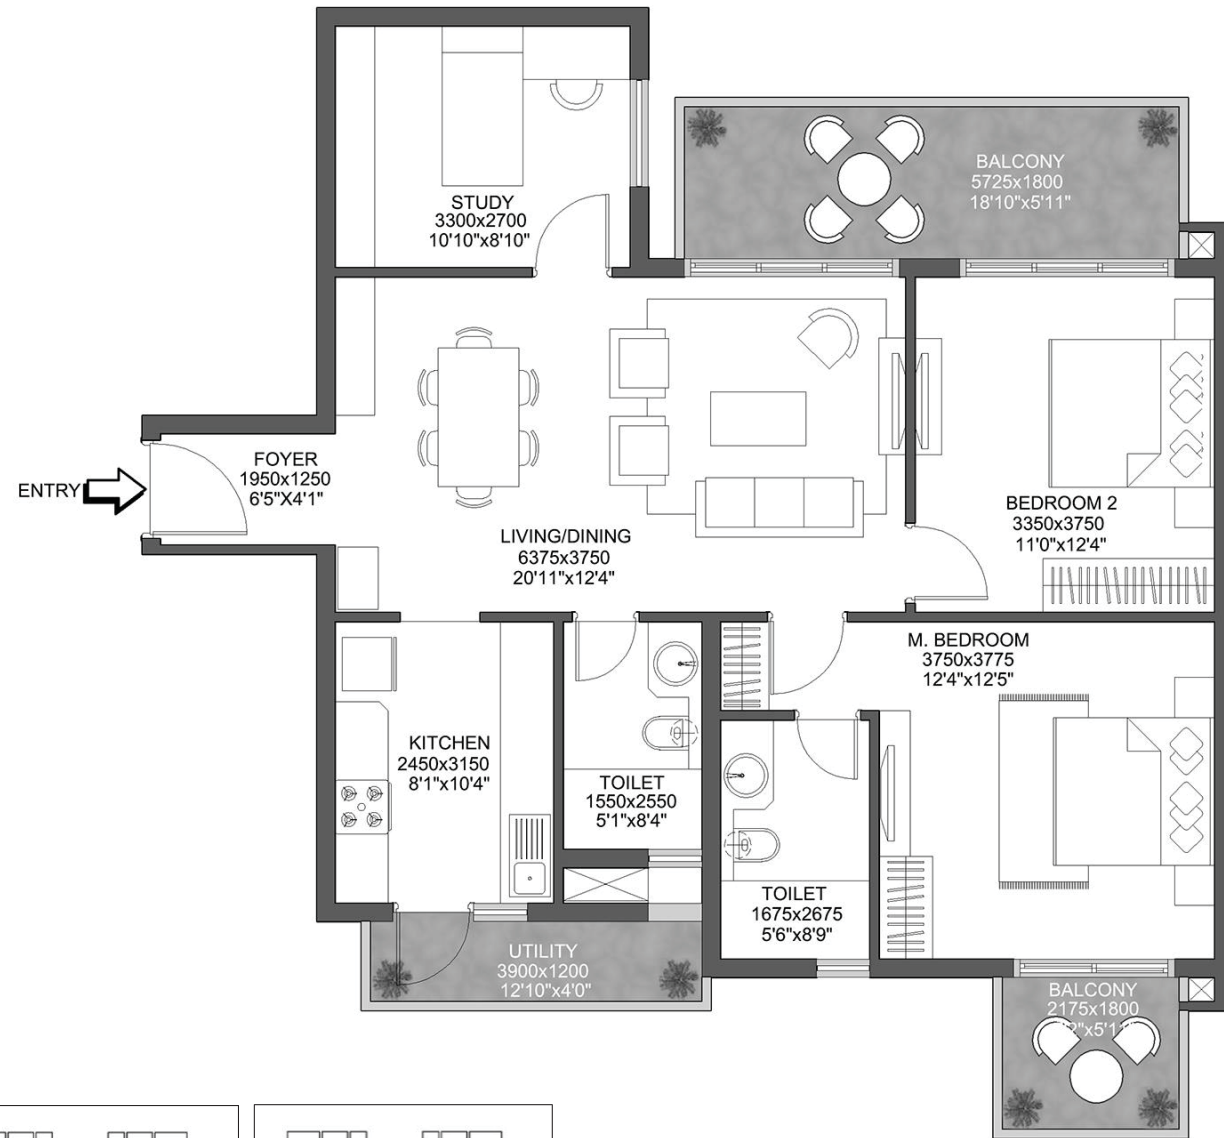 STUDY
3300x2700
10'10"x8'10"
BALCONY
5725x1800
18'10"x5'11"
ENTRY
FOYER
1950x1250
6'5"X4'1"
LIVING/DINING
6375x3750
20'11"x12'4"
BEDROOM 2
3350x3750
11'0"x12'4"
M. BEDROOM
3750x3775
12'4"x12'5"
KITCHEN
2450x3150
8'1"x10'4"
TOILET
1550x2550
5'1"x8'4"
TOILET
1675x2675
5'6"x8'9"
UTILITY
3900x1200
12'10"x4'0"
BALCONY
2175x1800